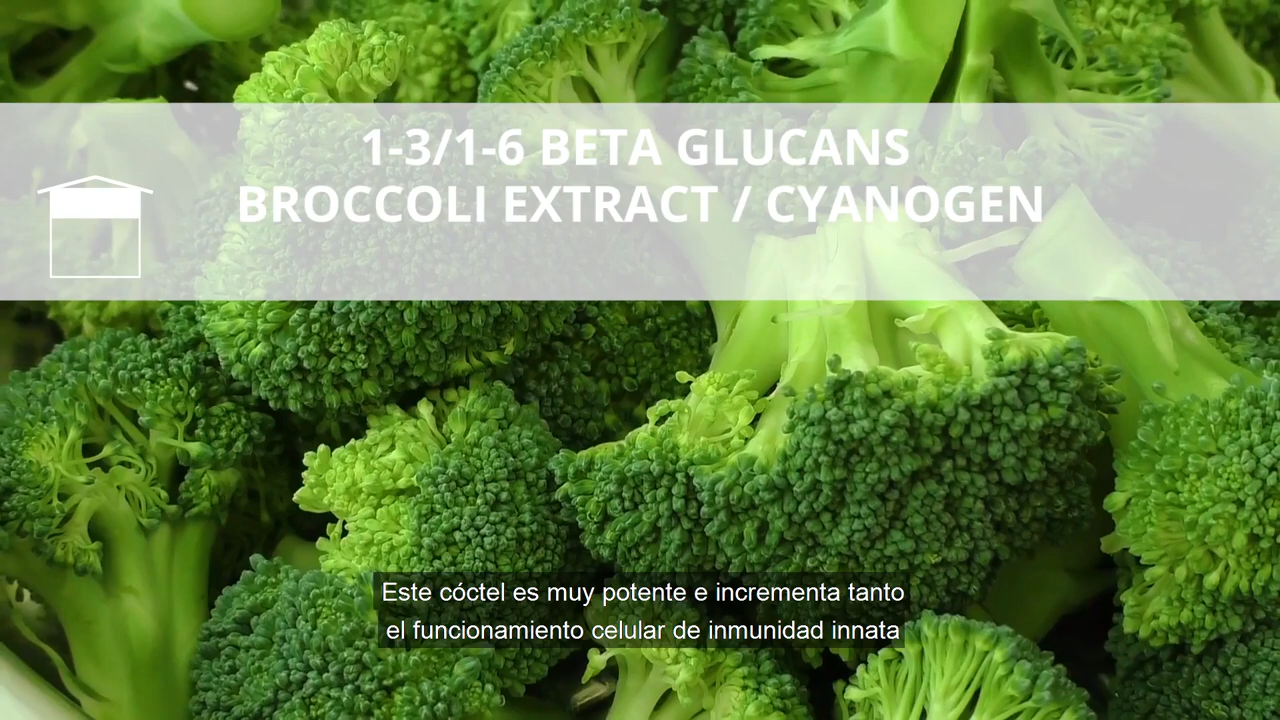 1-3/1-6 BETA GLUCANS
BROCCOLI EXTRACT / CYANOGEN
Este cóctel es muy potente e incrementa tanto
el funcionamiento celular de inmunidad innata